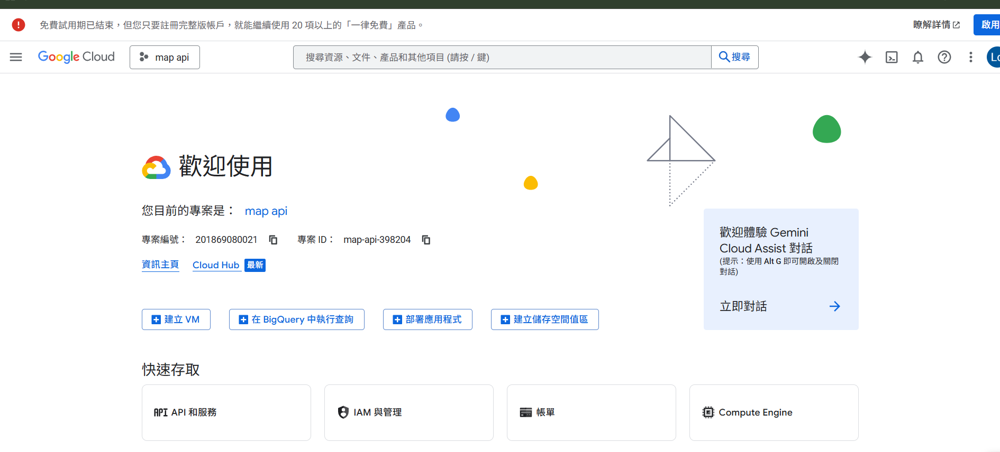 免費試用期已結束，但您只要註冊完整版帳戶，就能繼續使用 20 項以上的「一律免費」產品。
瞭解詳情
啟用
Google Cloud
map api
搜尋資源、文件、產品和其他項目 (請按 / 鍵)
搜尋
Lo
歡迎使用
您目前的專案是： map api
專案編號： 201869080021 專案 ID： map-api-398204
資訊主頁 Cloud Hub 最新
歡迎體驗 Gemini
Cloud Assist 對話
(提示：使用 Alt G 即可開啟及關閉
對話)
立即對話
建立 VM
在 BigQuery 中執行查詢
部署應用程式
建立儲存空間值區
快速存取
API API 和服務
IAM 與管理
帳單
Compute Engine